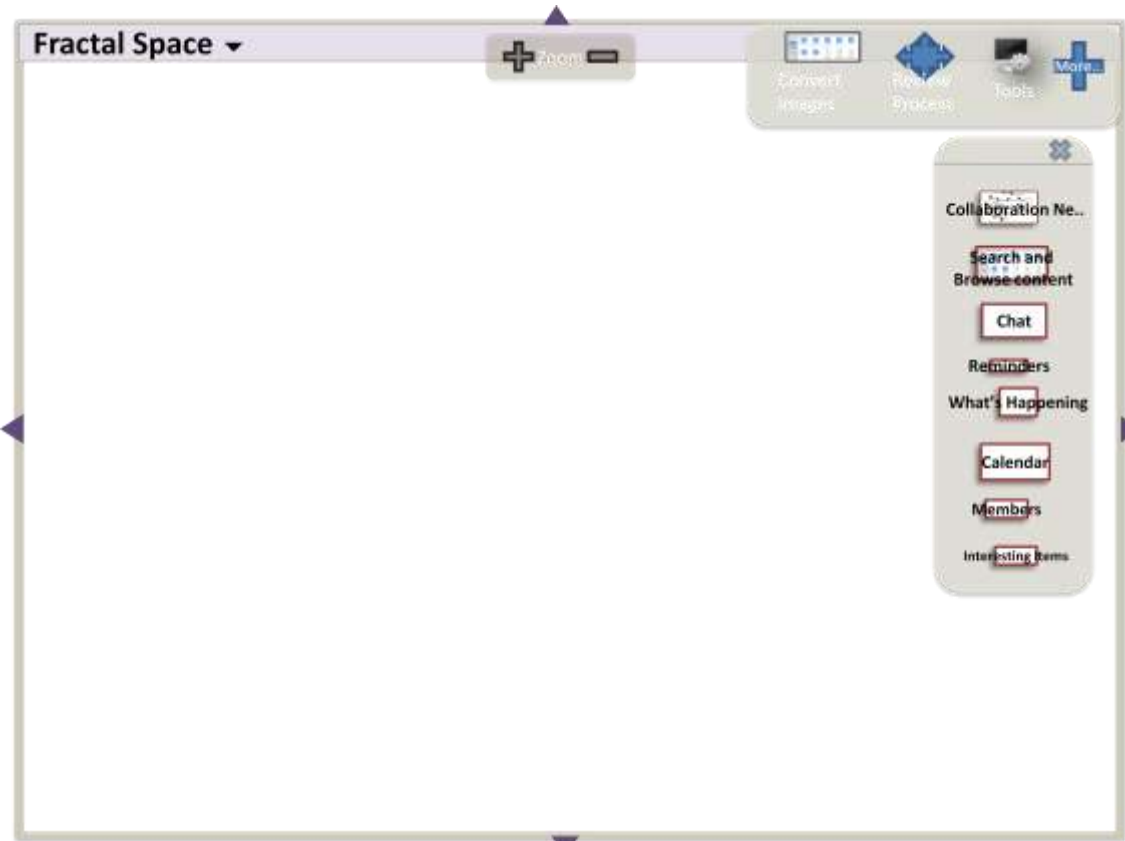 Fractal Space
Zoom
Convert
Images
Review
Process
Tools
More...
Collaboration Ne..
Search and
Browse content
Chat
Reminders
What's Happening
Calendar
Members
Interesting Items